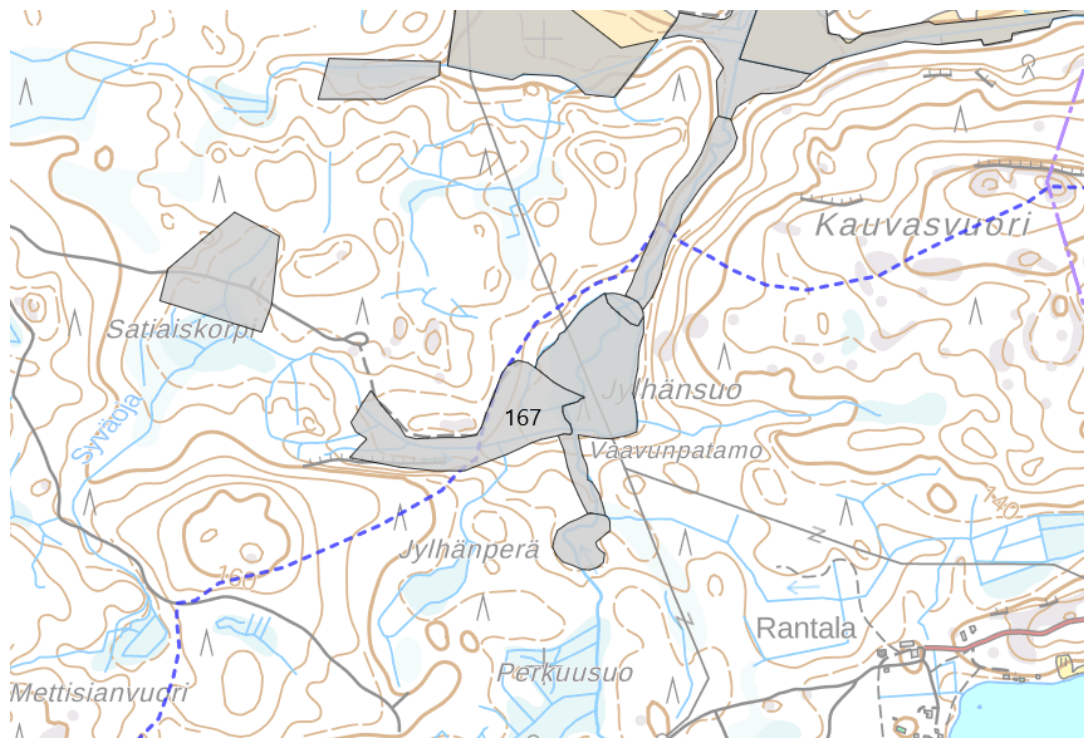 Kauvasvuori
Satiaiskorpi
Jylhänsuo
167
Syväoja
Vaavunpatamo
140
Jylhänperä
160
Rantala
Perkuusuo
Mettisianvuori